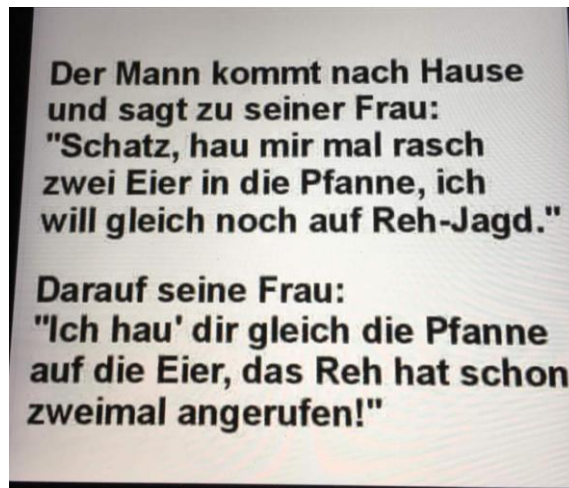 Der Mann kommt nach Hause
und sagt zu seiner Frau:
"Schatz, hau mir mal rasch
zwei Eier in die Pfanne, ich
will gleich noch auf Reh-Jagd."
Darauf seine Frau:
"Ich hau' dir gleich die Pfanne
auf die Eier, das Reh hat schon
zweimal angerufen!"